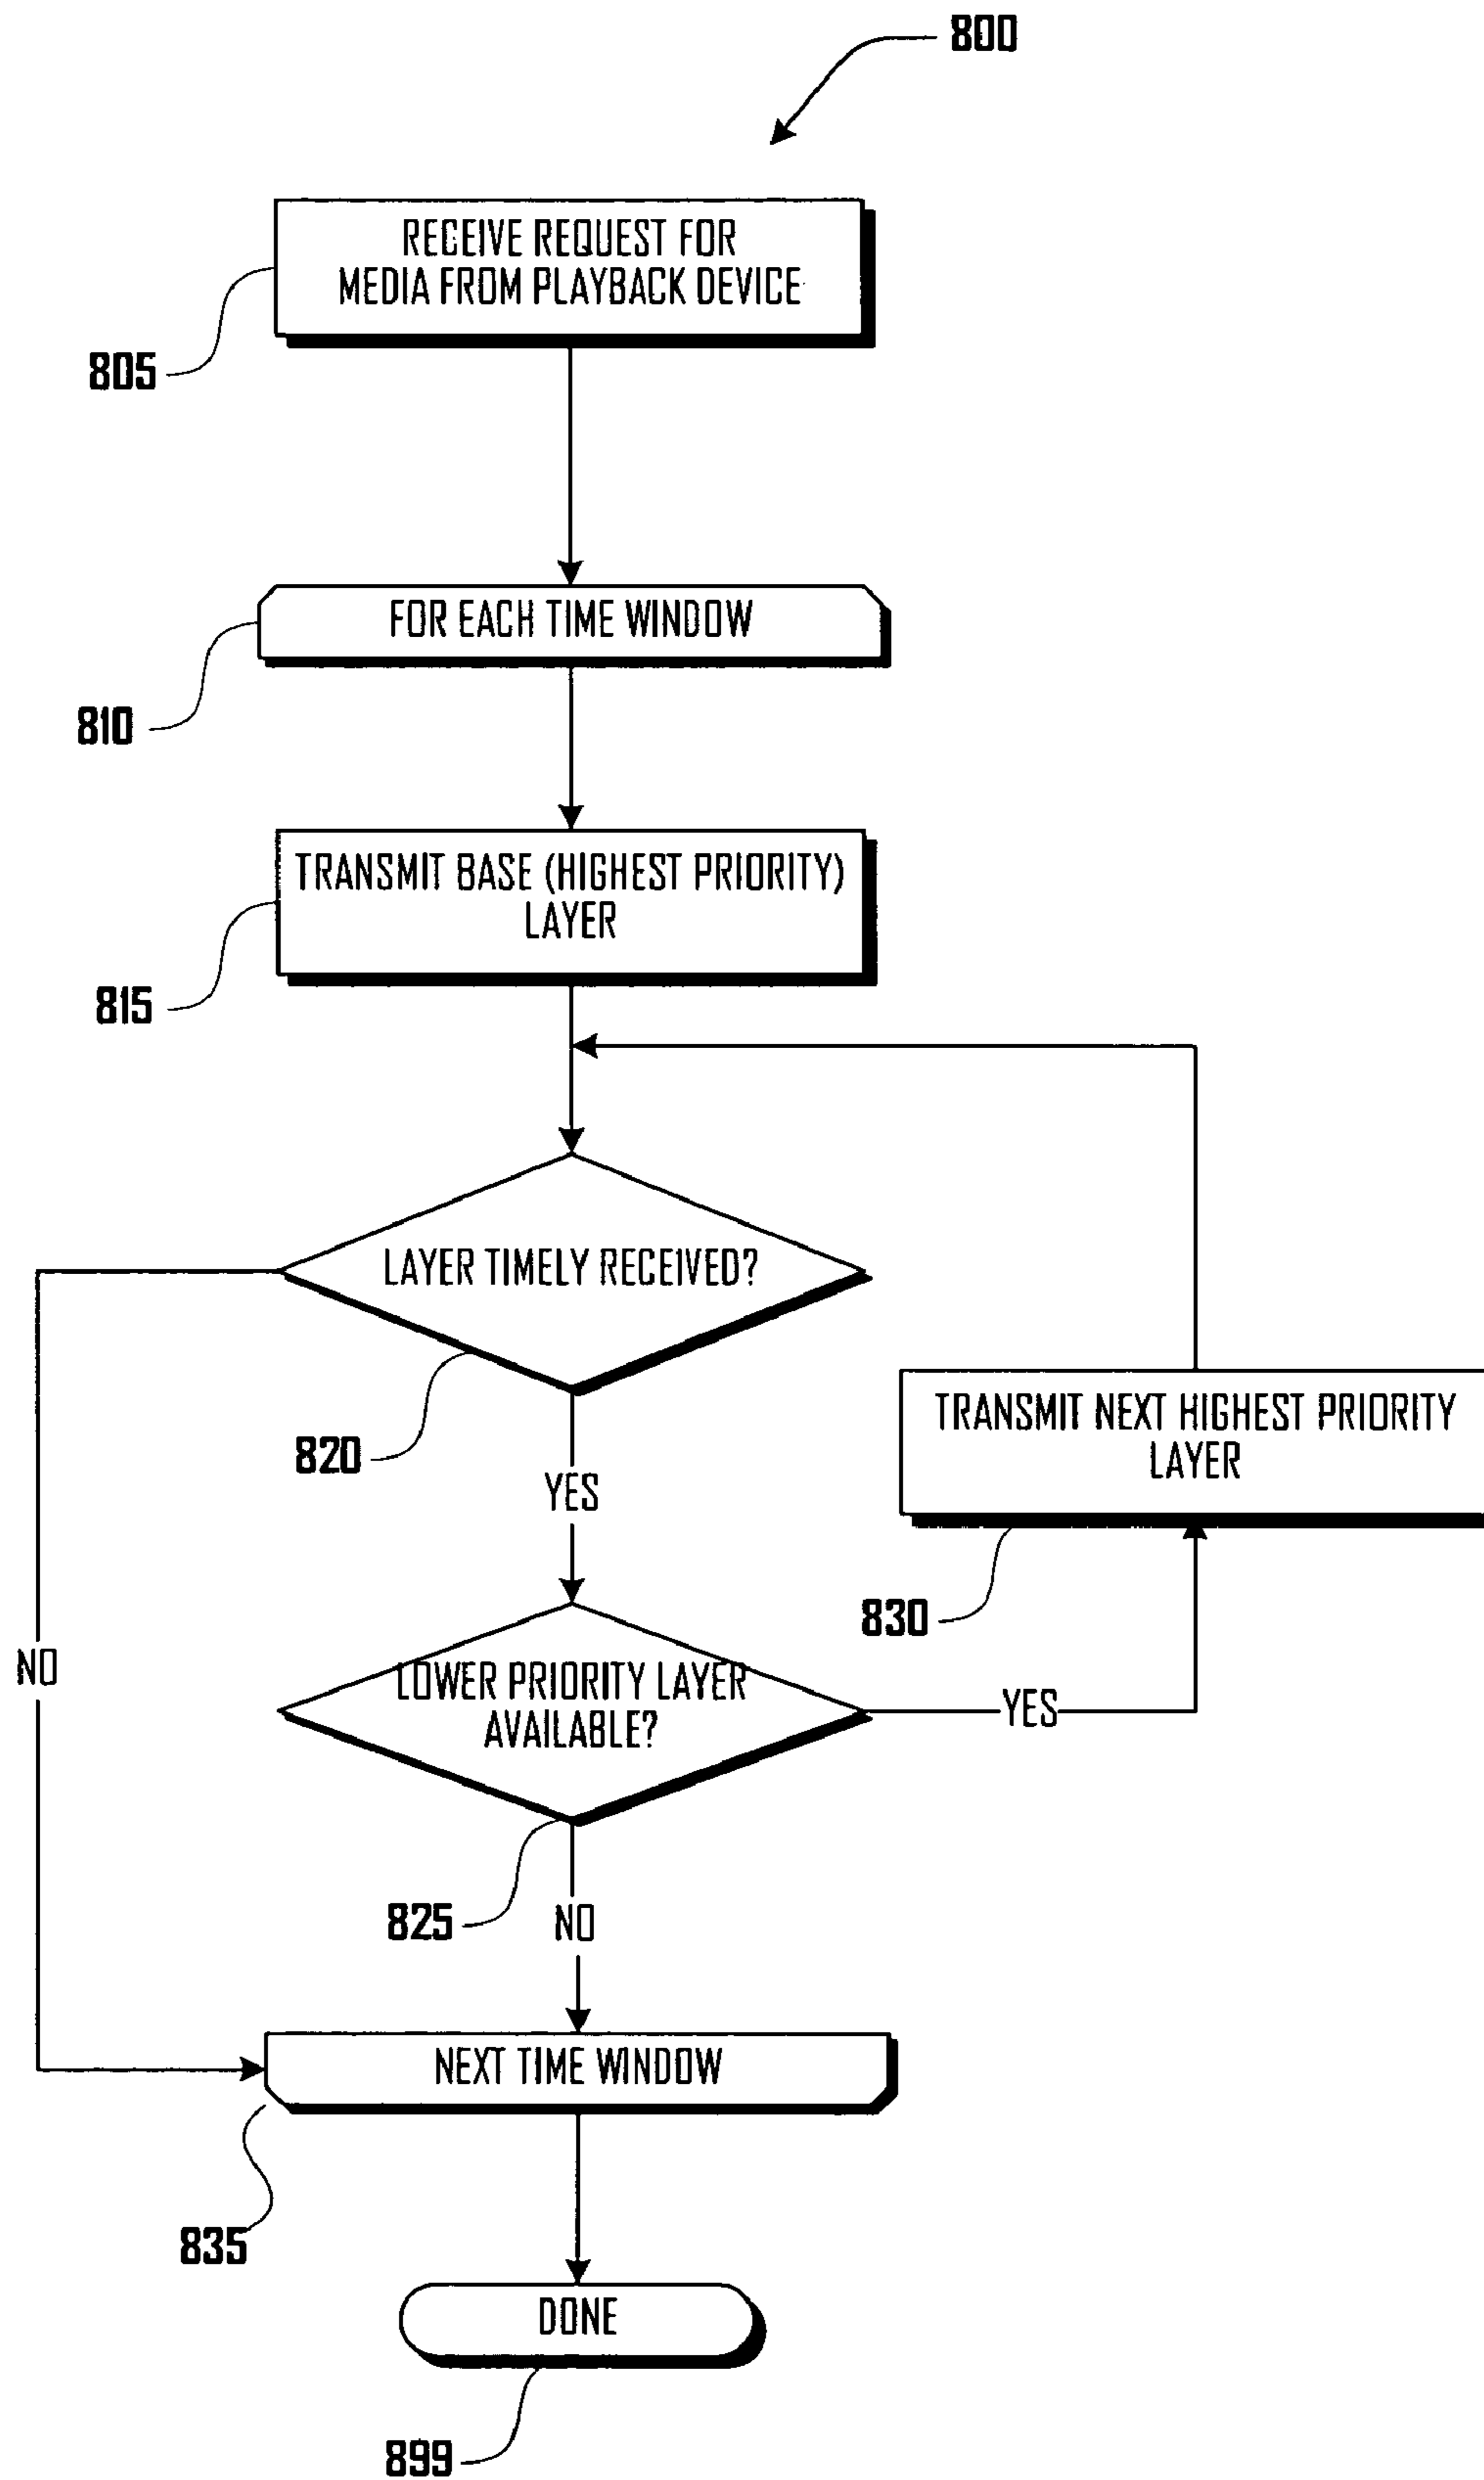 800
RECEIVE REQUEST FOR
MEDIA FROM PLAYBACK DEVICE
805
FOR EACH TIME WINDOW
810
TRANSMIT BASE (HIGHEST PRIORITY)
LAYER
815
LAYER TIMELY RECEIVED?
820
YES
TRANSMIT NEXT HIGHEST PRIORITY
LAYER
830
NO
LOWER PRIORITY LAYER
AVAILABLE?
YES
825
NO
NEXT TIME WINDOW
835
DONE
899